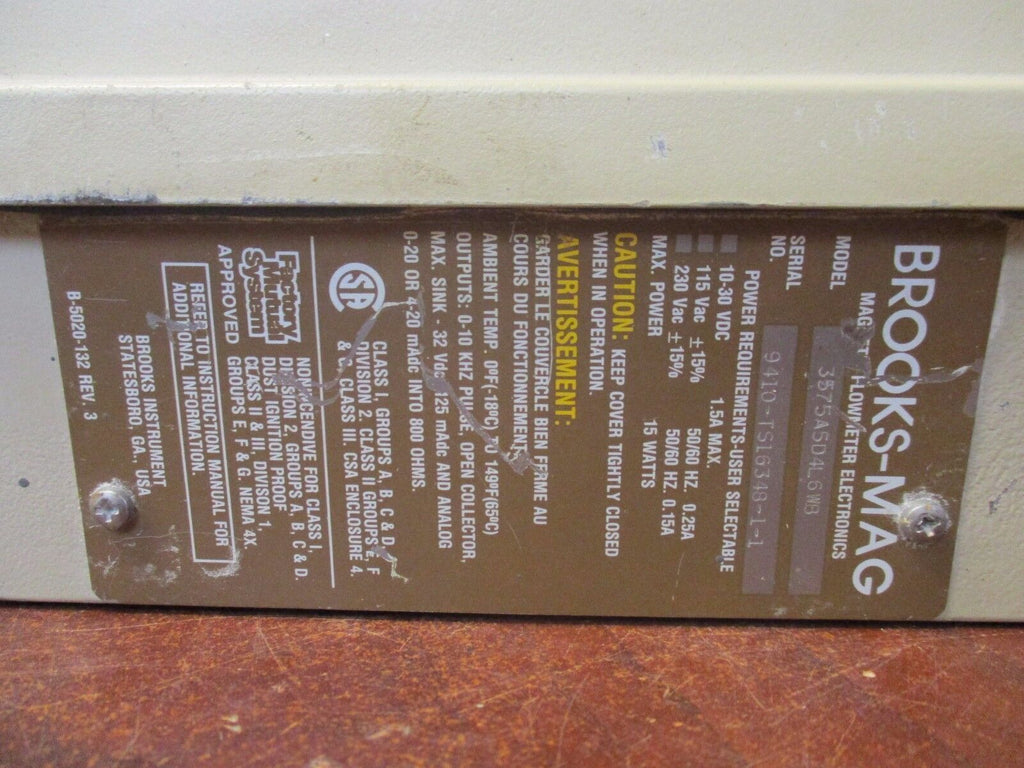 BROOKS-MAG
MAGNETIC FLOWMETER ELECTRONICS
MODEL 3575A5D4L6WB
SERIAL
NO. 9410-TS16348-1-1
POWER REQUIREMENTS-USER SELECTABLE
10-30 VDC 1.5A MAX.
115 Vac ±15% 50/60 HZ. 0.25A
230 Vac ±15% 50/60 HZ. 0.15A
MAX. POWER 15 WATTS
CAUTION: KEEP COVER TIGHTLY CLOSED
WHEN IN OPERATION.
AVERTISSEMENT:
GARDER LE COUVERCLE BIEN FERME AU
COURS DU FONCTIONNEMENT
AMBIENT TEMP. 0ºF(-18ºC) TO 149ºF(65ºC)
OUTPUTS: 0-10 KHZ PULSE, OPEN COLLECTOR,
MAX. SINK -32 Vdc, 125 mAdc AND ANALOG
0-20 OR 4-20 mAdc INTO 800 OHMS.
SA
CLASS I, GROUPS A, B, C & D
DIVISION 2. CLASS II GROUPS E, F
& G CLASS III. CSA ENCLOSURE 4.
Factory Mutual System
APPROVED
NON INCENDIVE FOR CLASS I,
DIVISION 2. GROUPS A, B, C & D.
DUST IGNITION PROOF
CLASS II & III, DIVISON 1,
GROUPS E, F & G. NEMA 4X.
REFER TO INSTRUCTION MANUAL FOR
ADDITIONAL INFORMATION.
BROOKS INSTRUMENT
STATESBORO, GA., USA
B-5020-132 REV. 3